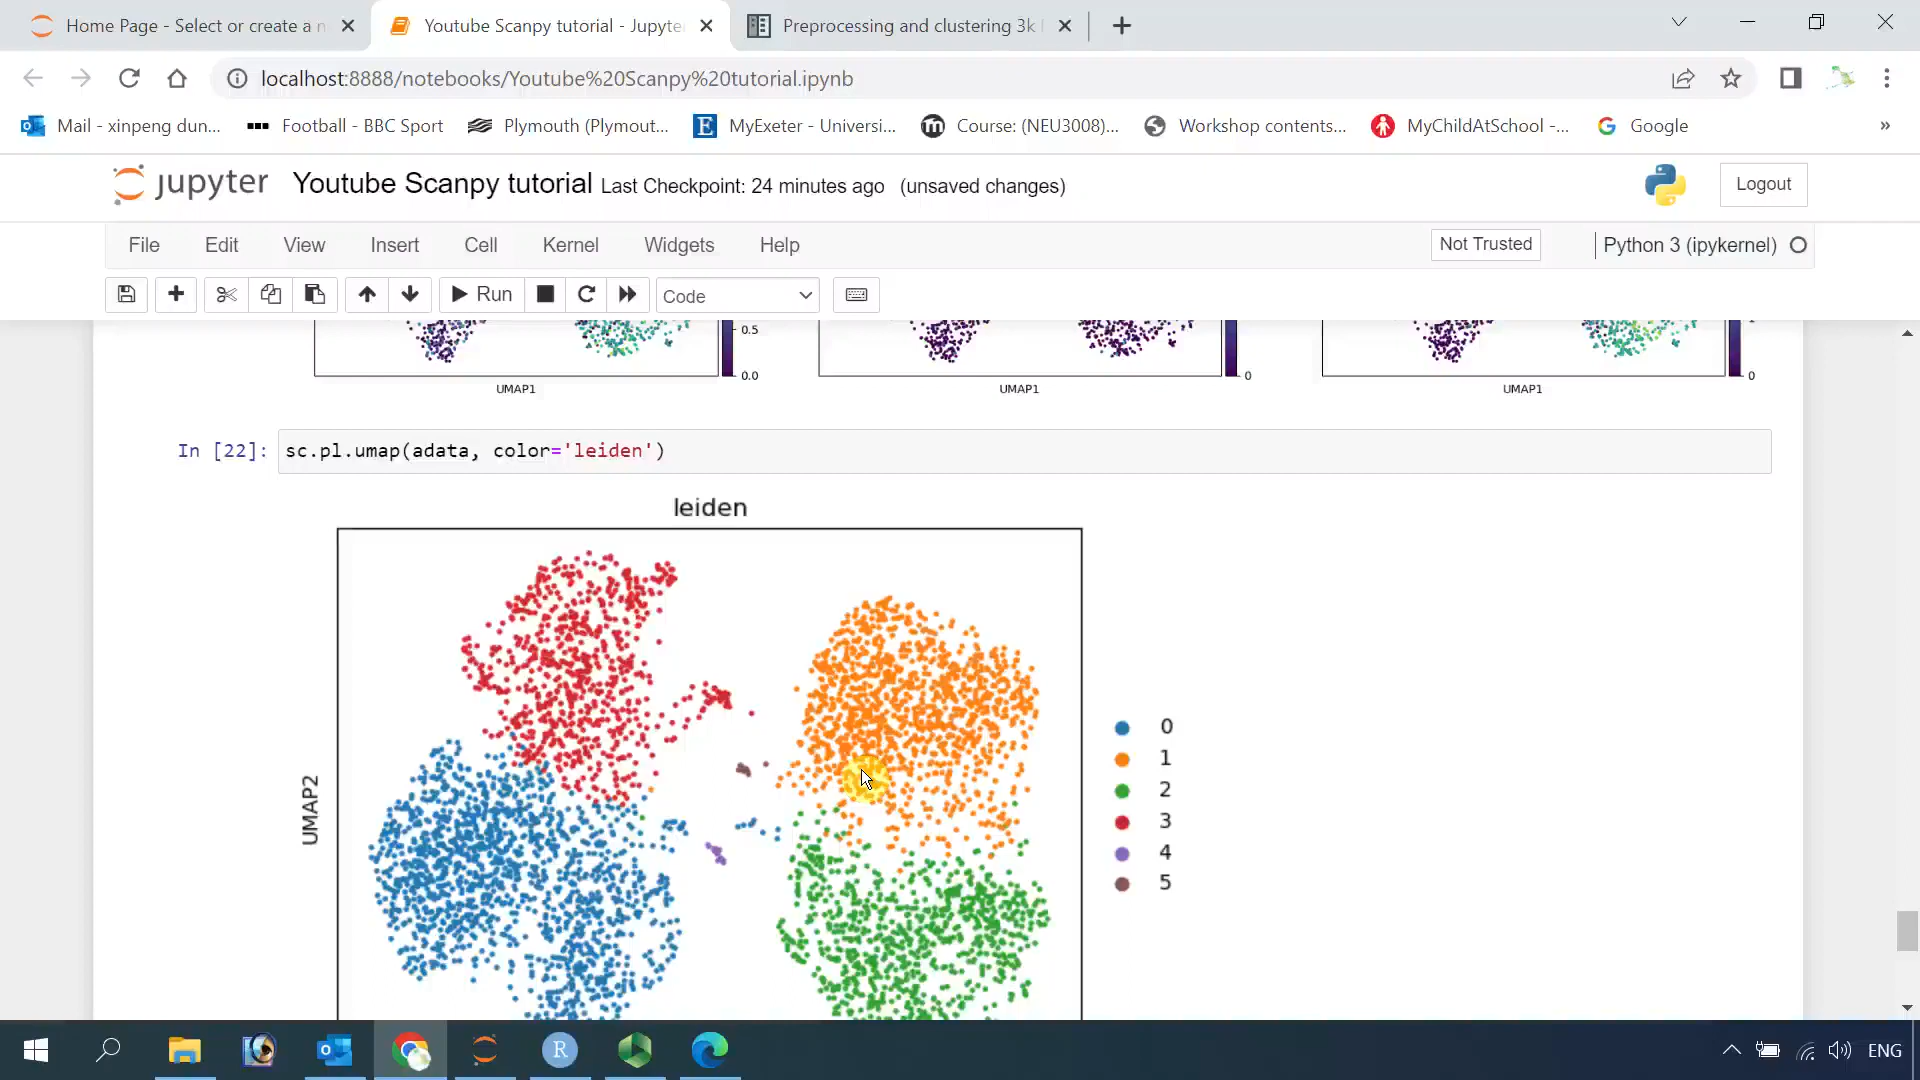 Home Page - Select or create a n
Youtube Scanpy tutorial - Jupyte
Preprocessing and clustering 3k
localhost:8888/notebooks/Youtube%20Scanpy%20tutorial.ipynb
Mail - xinpeng dun...
Football - BBC Sport
Plymouth (Plymout...
E
MyExeter - Universi...
m
Course: (NEU3008)...
Workshop contents...
MyChildAtSchool -...
G
Google
»
jupyter
Youtube Scanpy tutorial Last Checkpoint: 24 minutes ago (unsaved changes)
Logout
File Edit View Insert Cell Kernel Widgets Help
Not Trusted
Python 3 (ipykernel)
Run
Code
0.5
0.0
0
0
UMAP1
UMAP1
UMAP1
In [22]: sc.pl.umap(adata, color='leiden')
leiden
UMAP2
0
1
2
3
4
5
R
ENG